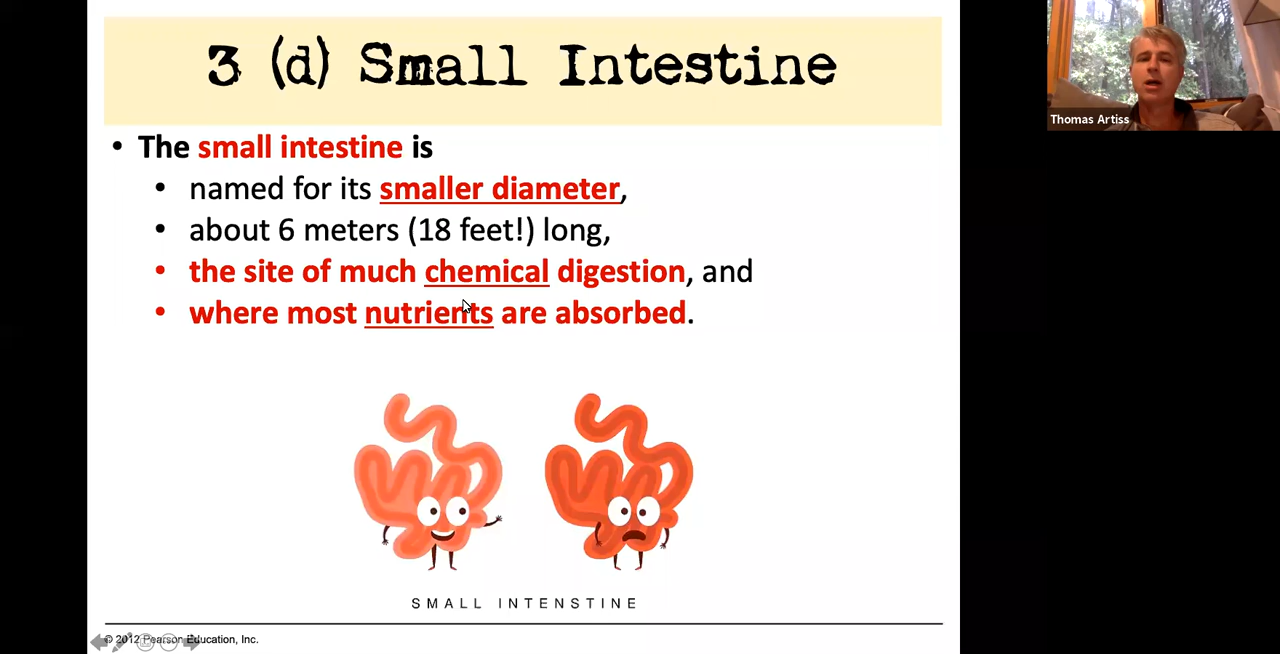 3 (d) Small Intestine
• The small intestine is
• named for its smaller diameter,
• about 6 meters (18 feet!) long,
• the site of much chemical digestion, and
• where most nutrients are absorbed.
SMALL INTENSTINE
© 2012 Pearson Education, Inc.
Thomas Artiss